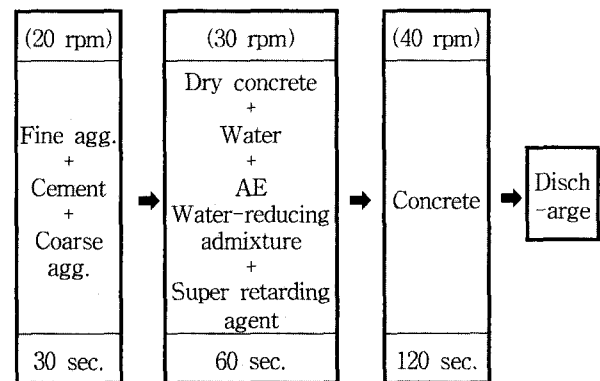 (20 rpm)
Fine agg.
+
Cement
+
Coarse
agg.
30 sec.
(30 rpm)
Dry concrete
+
Water
+
AE
Water-reducing
admixture
+
Super retarding
agent
60 sec.
(40 rpm)
Concrete
120 sec.
Disch
-arge